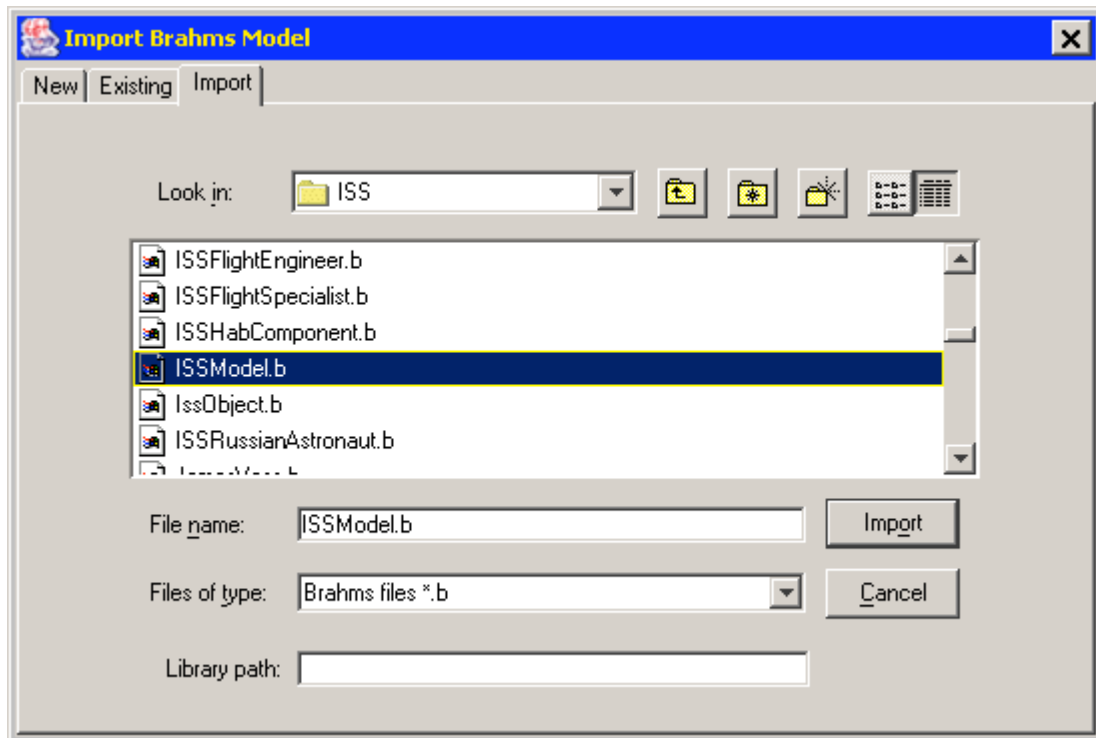 Import Brahms Model
New Existing Import
Look in: ISS
ISSFlightEngineer.b
ISSFlightSpecialist.b
ISSHabComponent.b
ISSModel.b
IssObject.b
ISSRussianAstronaut.b
File name: ISSModel.b Import
Files of type: Brahms files *.b Cancel
Library path: